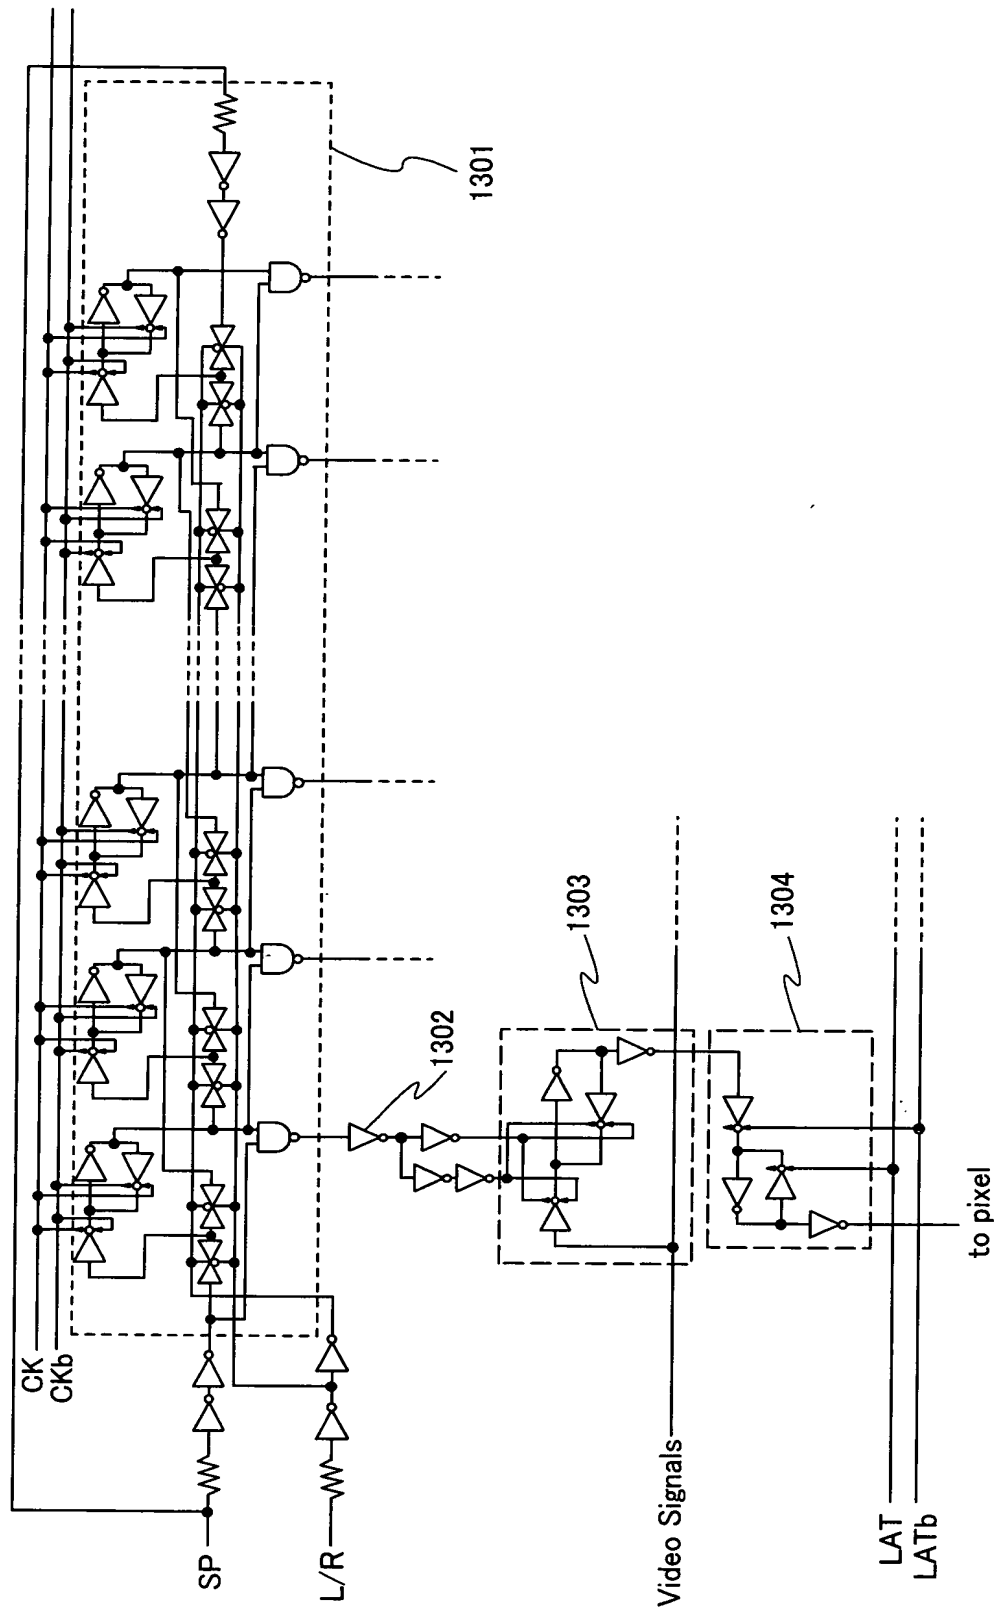 CK
CKb
SP
L/R
1301
1302
1303
1304
Video Signals
LAT
LATb
to pixel